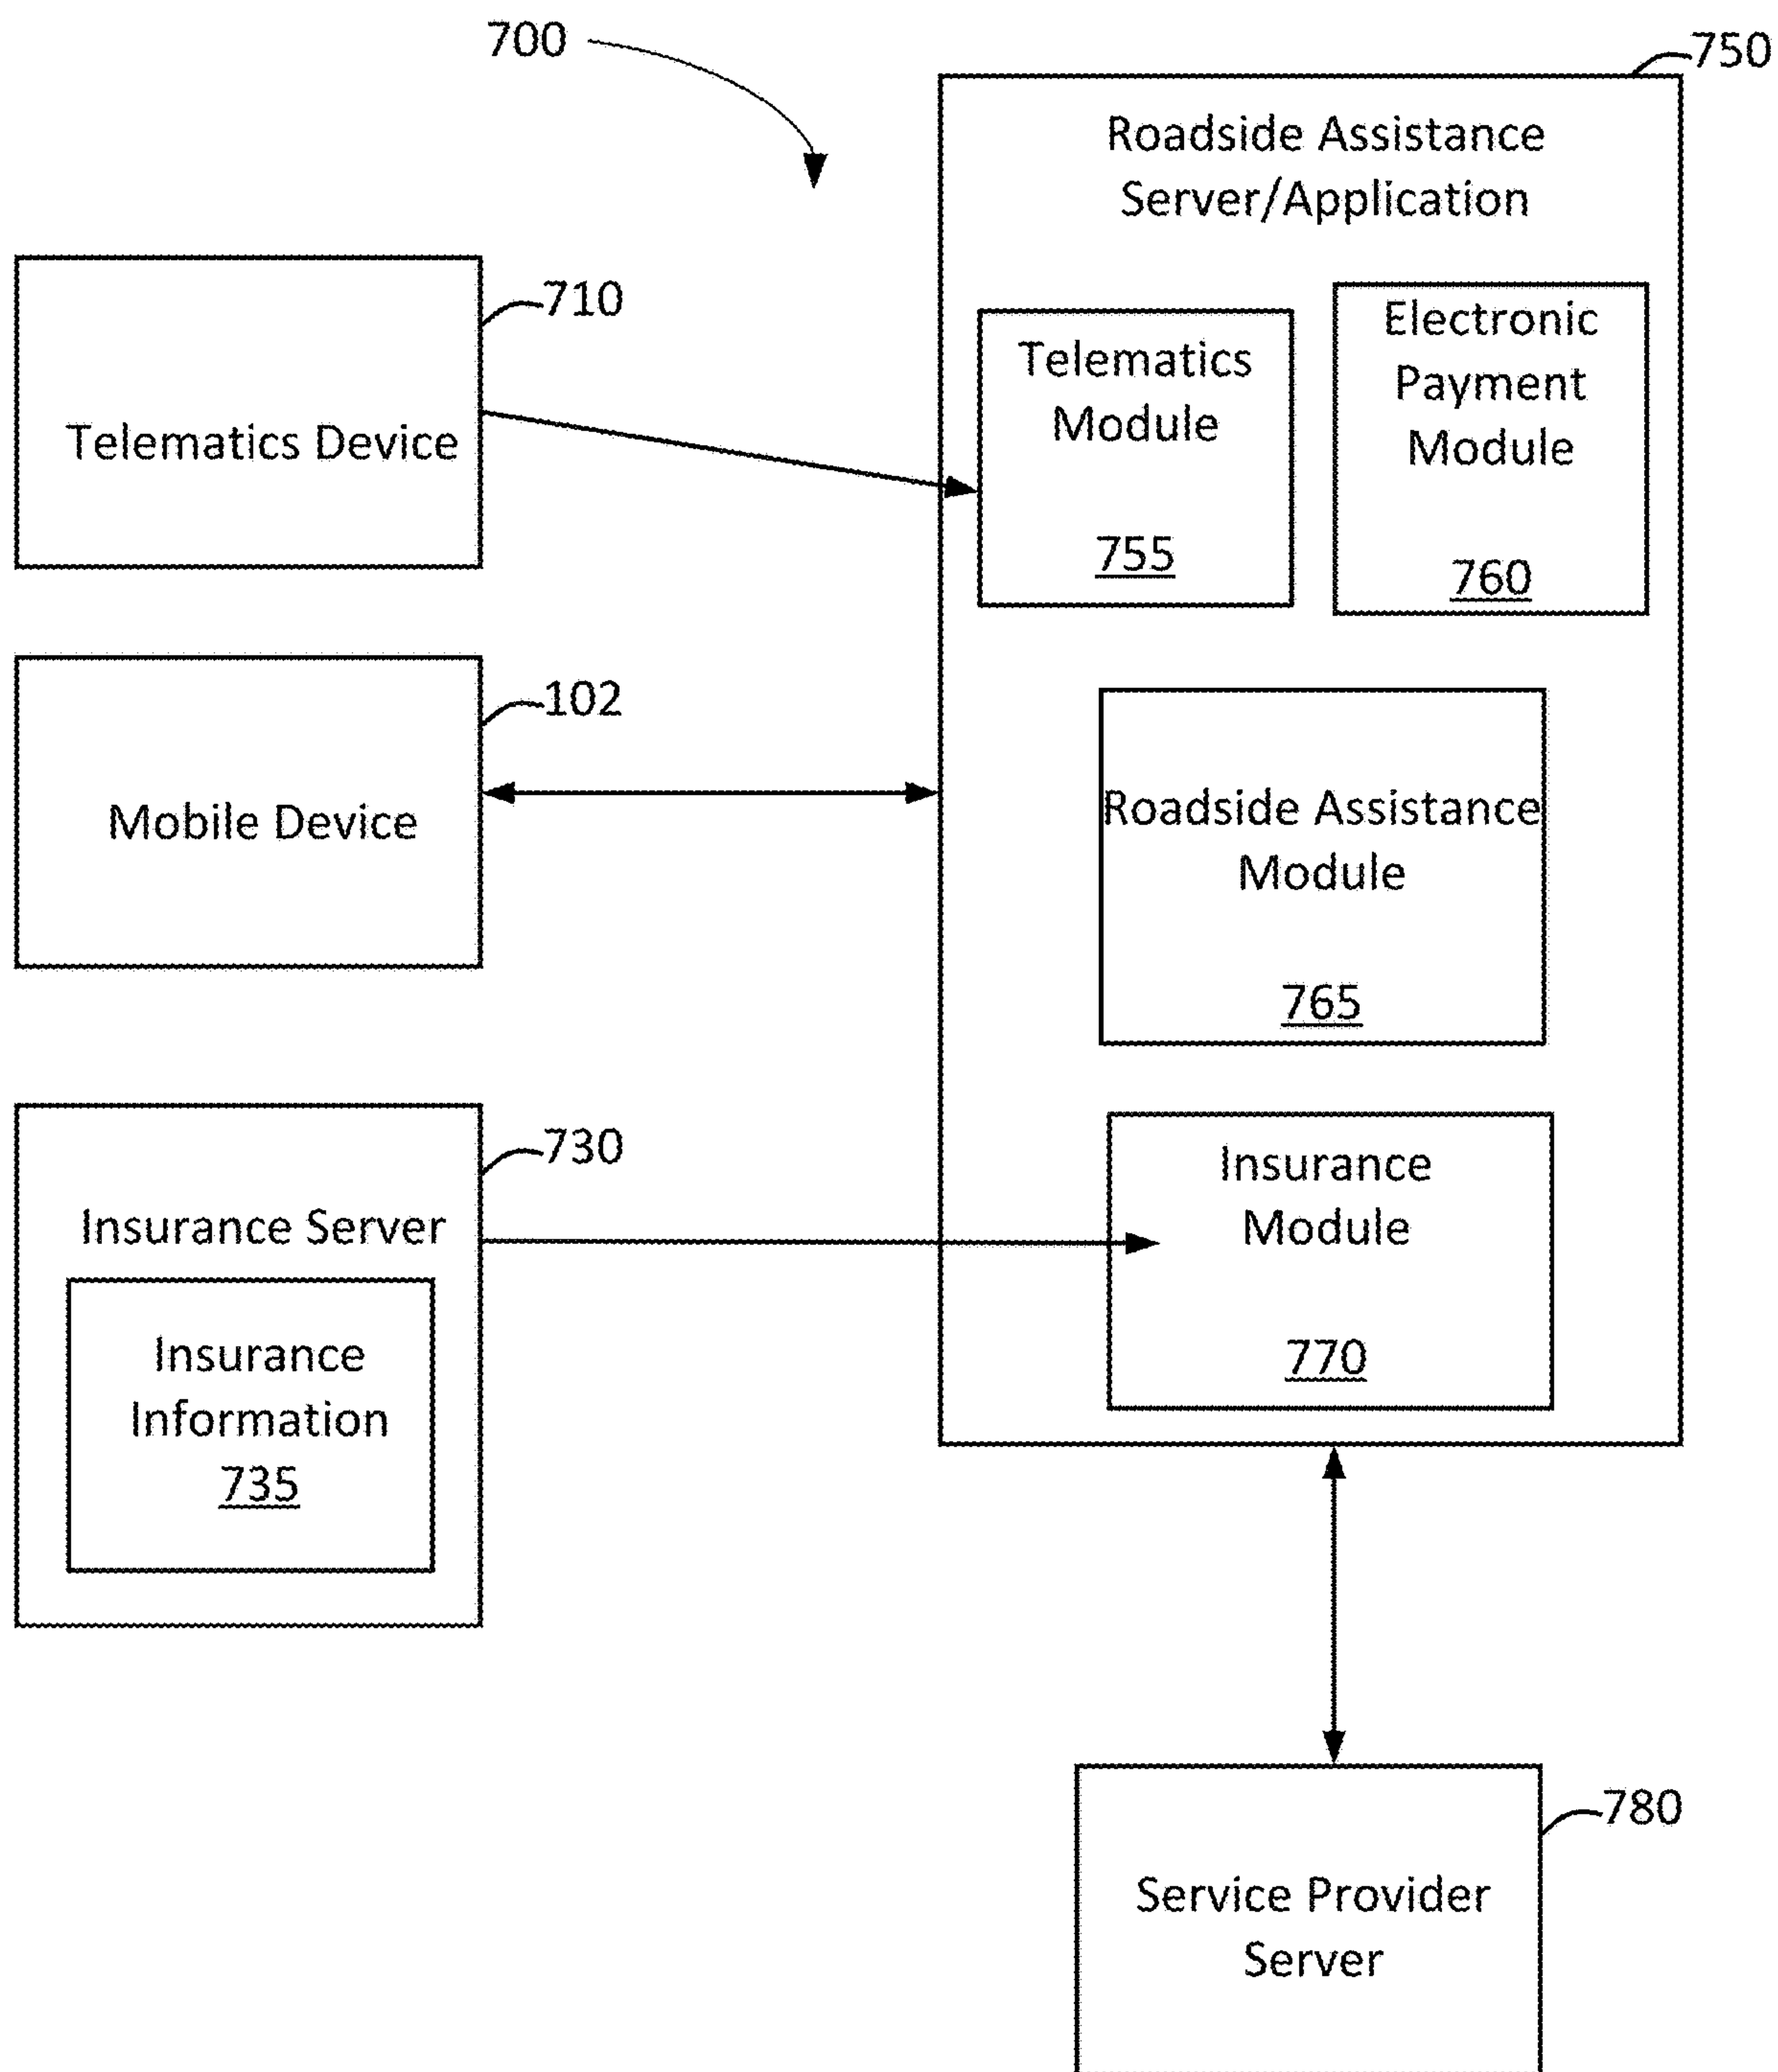 700
750
Roadside Assistance
Server/Application
710
Telematics Device
Telematics
Module
755
Electronic
Payment
Module
760
102
Mobile Device
Roadside Assistance
Module
765
730
Insurance Server
Insurance
Information
735
Insurance
Module
770
780
Service Provider
Server